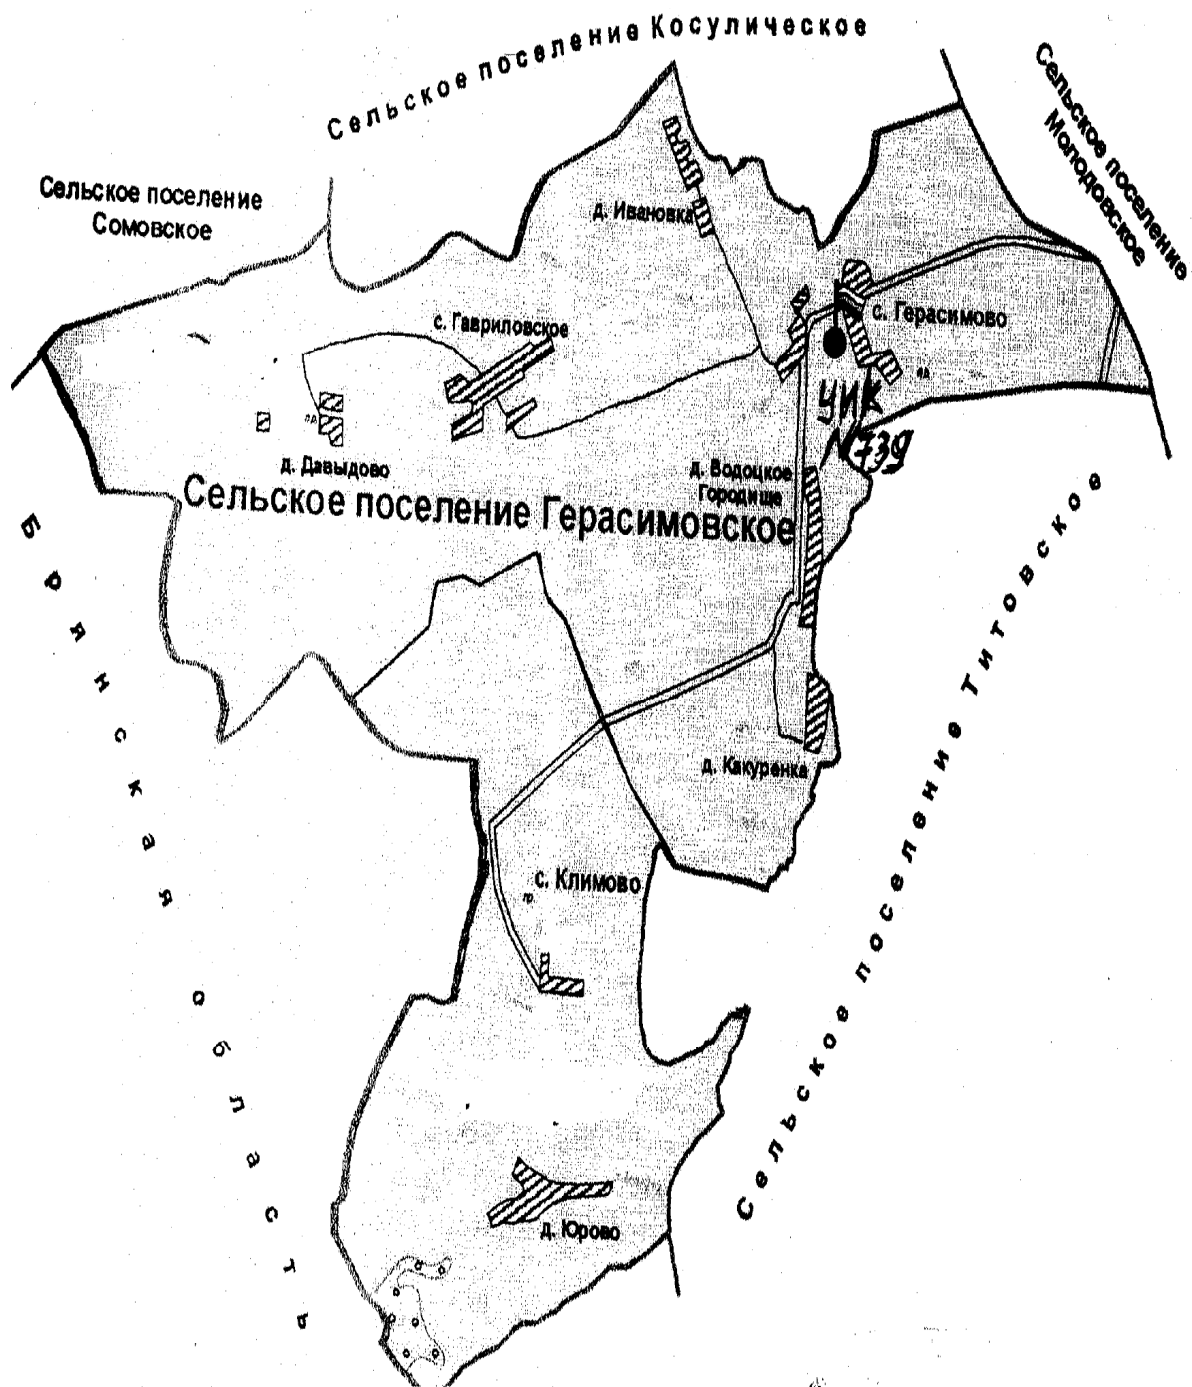 Сельское поселение Косулическое
Сельское поселение
Молодовское
Сельское поселение
Сомовское
д. Ивановка
с. Гавриловское
с. Герасимово
УИК
№739
д. Давыдово
д. Водоцкое
Городище
Сельское поселение Герасимовское
Брянская область
Сельское поселение Титовское
д. Какуренка
с. Климово
д. Юрово